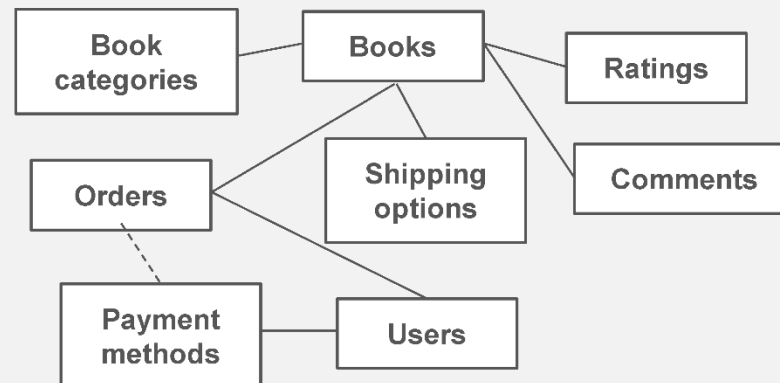 Book
categories
Books
Ratings
Orders
Shipping
options
Comments
Payment
methods
Users